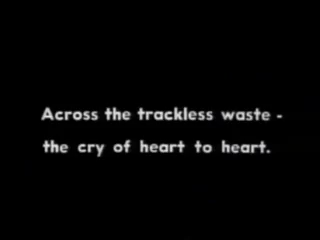 Across the trackless waste -
the cry of heart to heart.